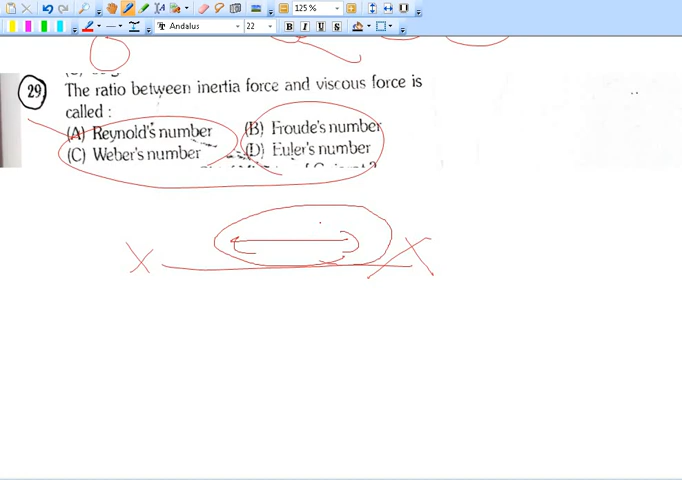 125 %
Andalus
22
B I U S
29
The ratio between inertia force and viscous force is
called :
(A) Reynold's number (B) Froude's number
(C) Weber's number (D) Euler's number
X X